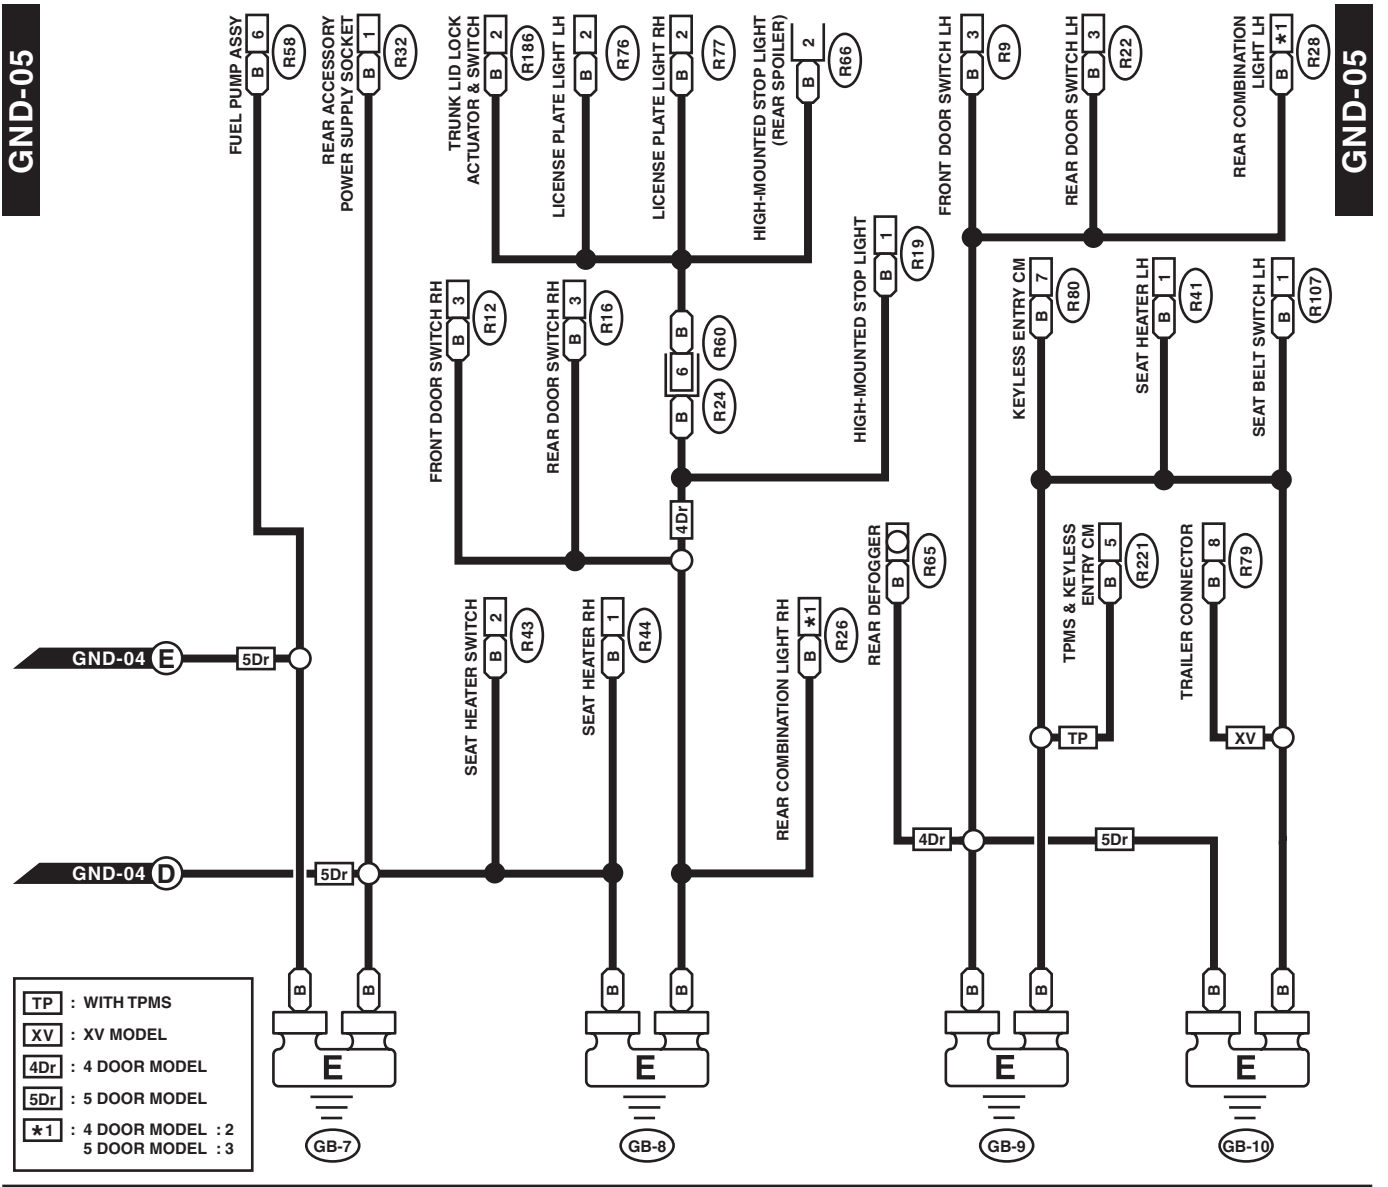 GND-05
GND-05
FUEL PUMP ASSY
6
B
R58
REAR ACCESSORY
POWER SUPPLY SOCKET
1
B
R32
TRUNK LID LOCK
ACTUATOR & SWITCH
2
B
R186
LICENSE PLATE LIGHT LH
2
B
R76
LICENSE PLATE LIGHT RH
2
B
R77
HIGH-MOUNTED STOP LIGHT
(REAR SPOILER)
2
B
R66
FRONT DOOR SWITCH LH
3
B
R9
REAR DOOR SWITCH LH
3
B
R22
REAR COMBINATION
LIGHT LH
*1
B
R28
FRONT DOOR SWITCH RH
3
B
R12
REAR DOOR SWITCH RH
3
B
R16
B
R60
6
B
R24
HIGH-MOUNTED STOP LIGHT
1
B
R19
KEYLESS ENTRY CM
7
B
R80
SEAT HEATER LH
1
B
R41
SEAT BELT SWITCH LH
1
B
R107
4Dr
GND-04 E
5Dr
SEAT HEATER SWITCH
2
B
R43
SEAT HEATER RH
1
B
R44
REAR COMBINATION LIGHT RH
*1
B
R26
REAR DEFOGGER
B
R65
TPMS & KEYLESS
ENTRY CM
5
B
R221
TRAILER CONNECTOR
8
B
R79
TP
XV
4Dr
5Dr
GND-04 D
5Dr
B
B
B
B
B
B
B
B
E
E
E
E
GB-7
GB-8
GB-9
GB-10
TP : WITH TPMS
XV : XV MODEL
4Dr : 4 DOOR MODEL
5Dr : 5 DOOR MODEL
*1 : 4 DOOR MODEL : 2
5 DOOR MODEL : 3